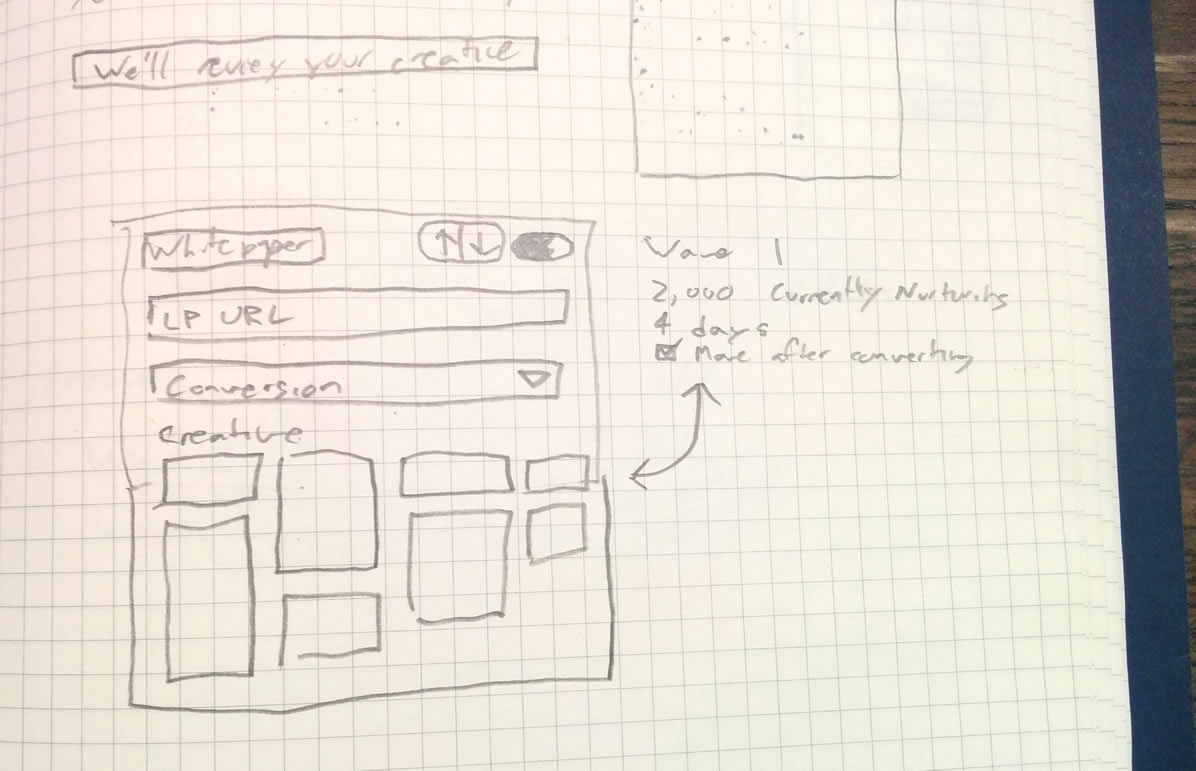 We'll review your creative
Whitepaper
LP URL
Conversion
Creative
Wave 1
2,000 Currently Nurturing
4 days
Move after converting